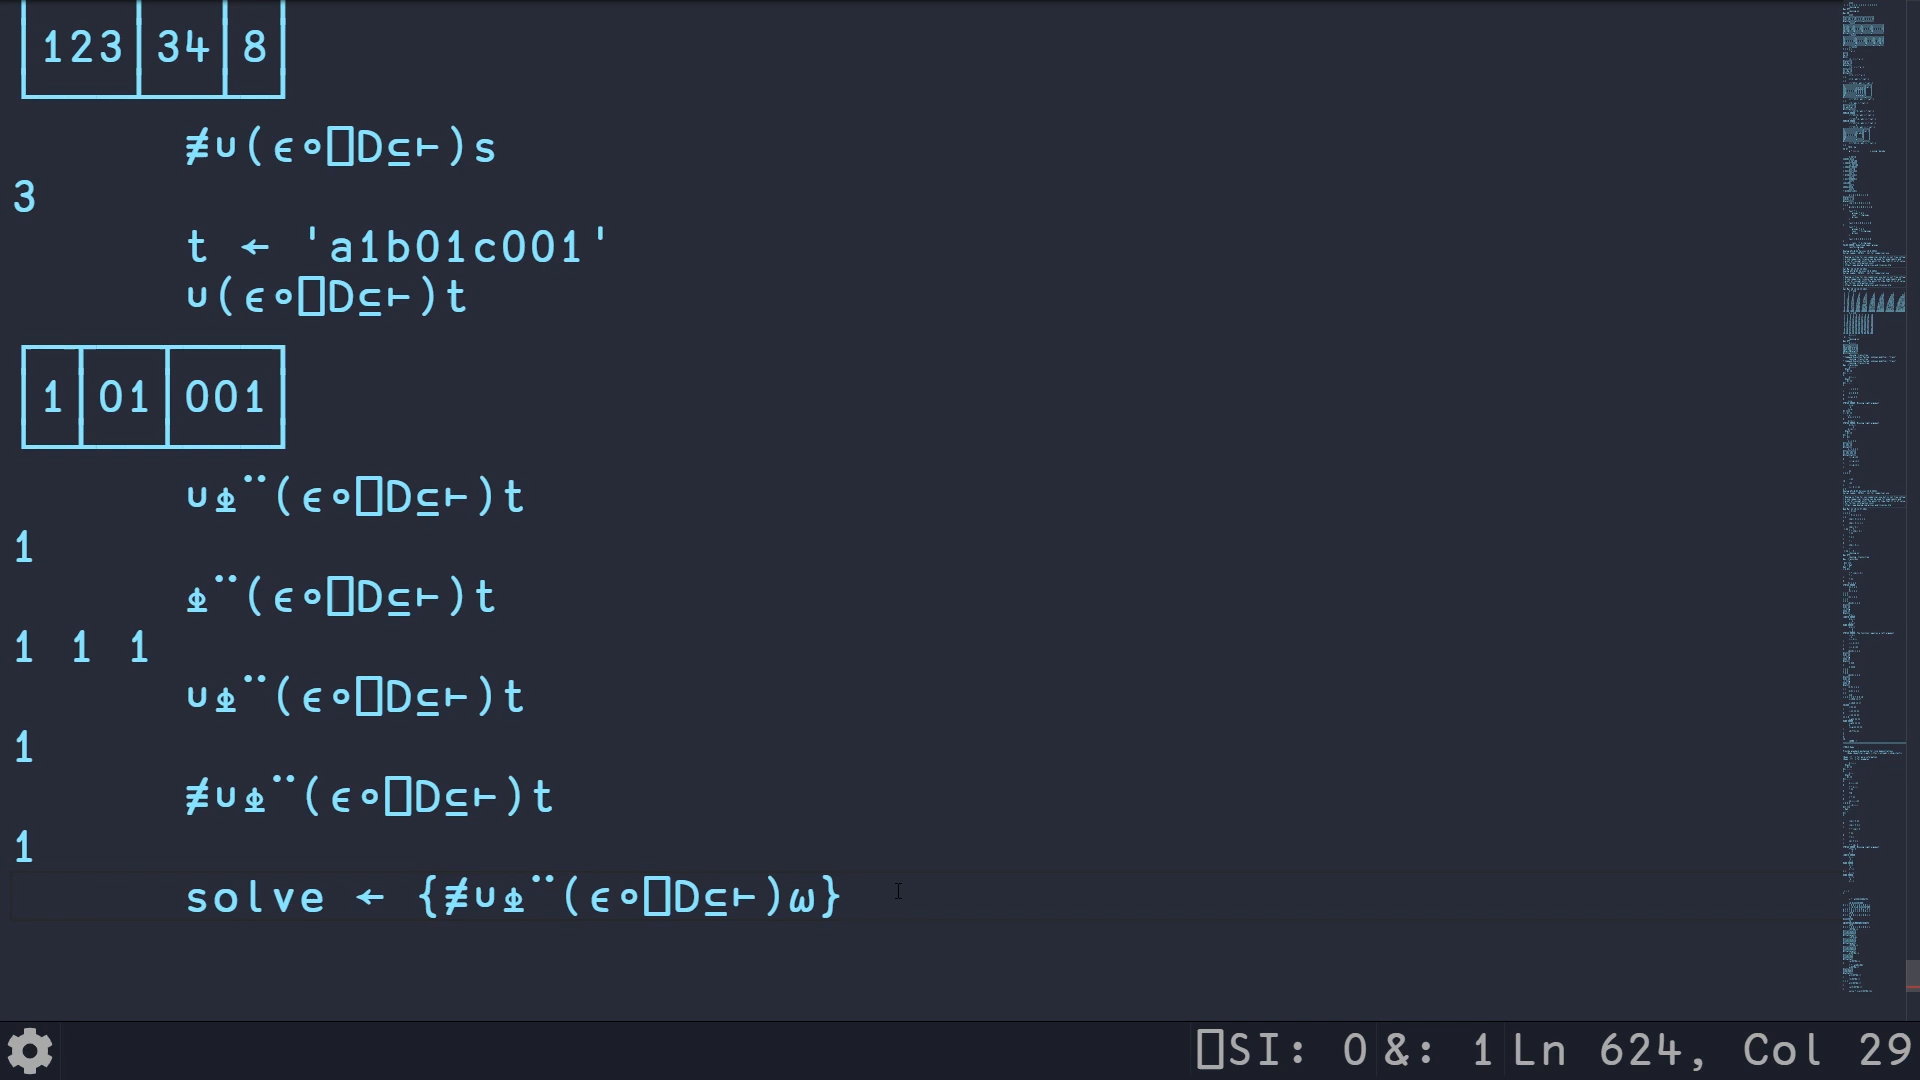 123 34 8
≢∪(∊∘⎕D⊆⊢)s
3
t ← 'a1b01c001'
∪(∊∘⎕D⊆⊢)t
1 01 001
∪⍎¨(∊∘⎕D⊆⊢)t
1
⍎¨(∊∘⎕D⊆⊢)t
1 1 1
∪⍎¨(∊∘⎕D⊆⊢)t
1
≢∪⍎¨(∊∘⎕D⊆⊢)t
1
solve ← {≢∪⍎¨(∊∘⎕D⊆⊢)⍵}
⎕SI: 0 &: 1 Ln 624, Col 29